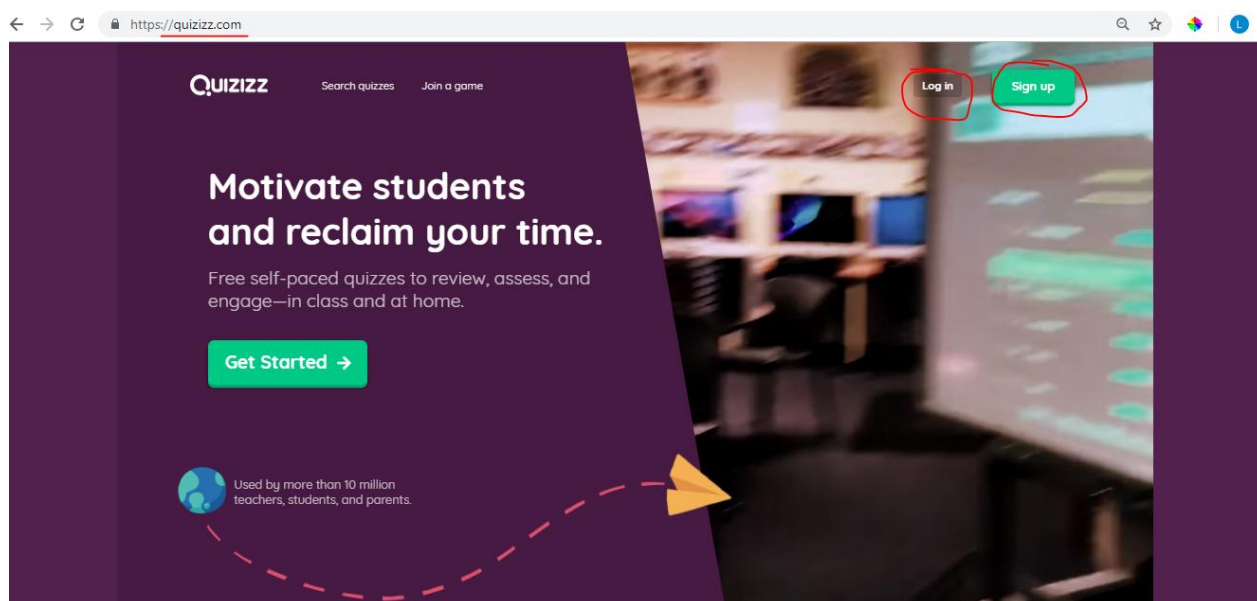 https://quizizz.com
L
Quizizz
Search quizzes
Join a game
Log in
Sign up
Motivate students
and reclaim your time.
Free self-paced quizzes to review, assess, and
engage—in class and at home.
Get Started →
Used by more than 10 million
teachers, students, and parents.